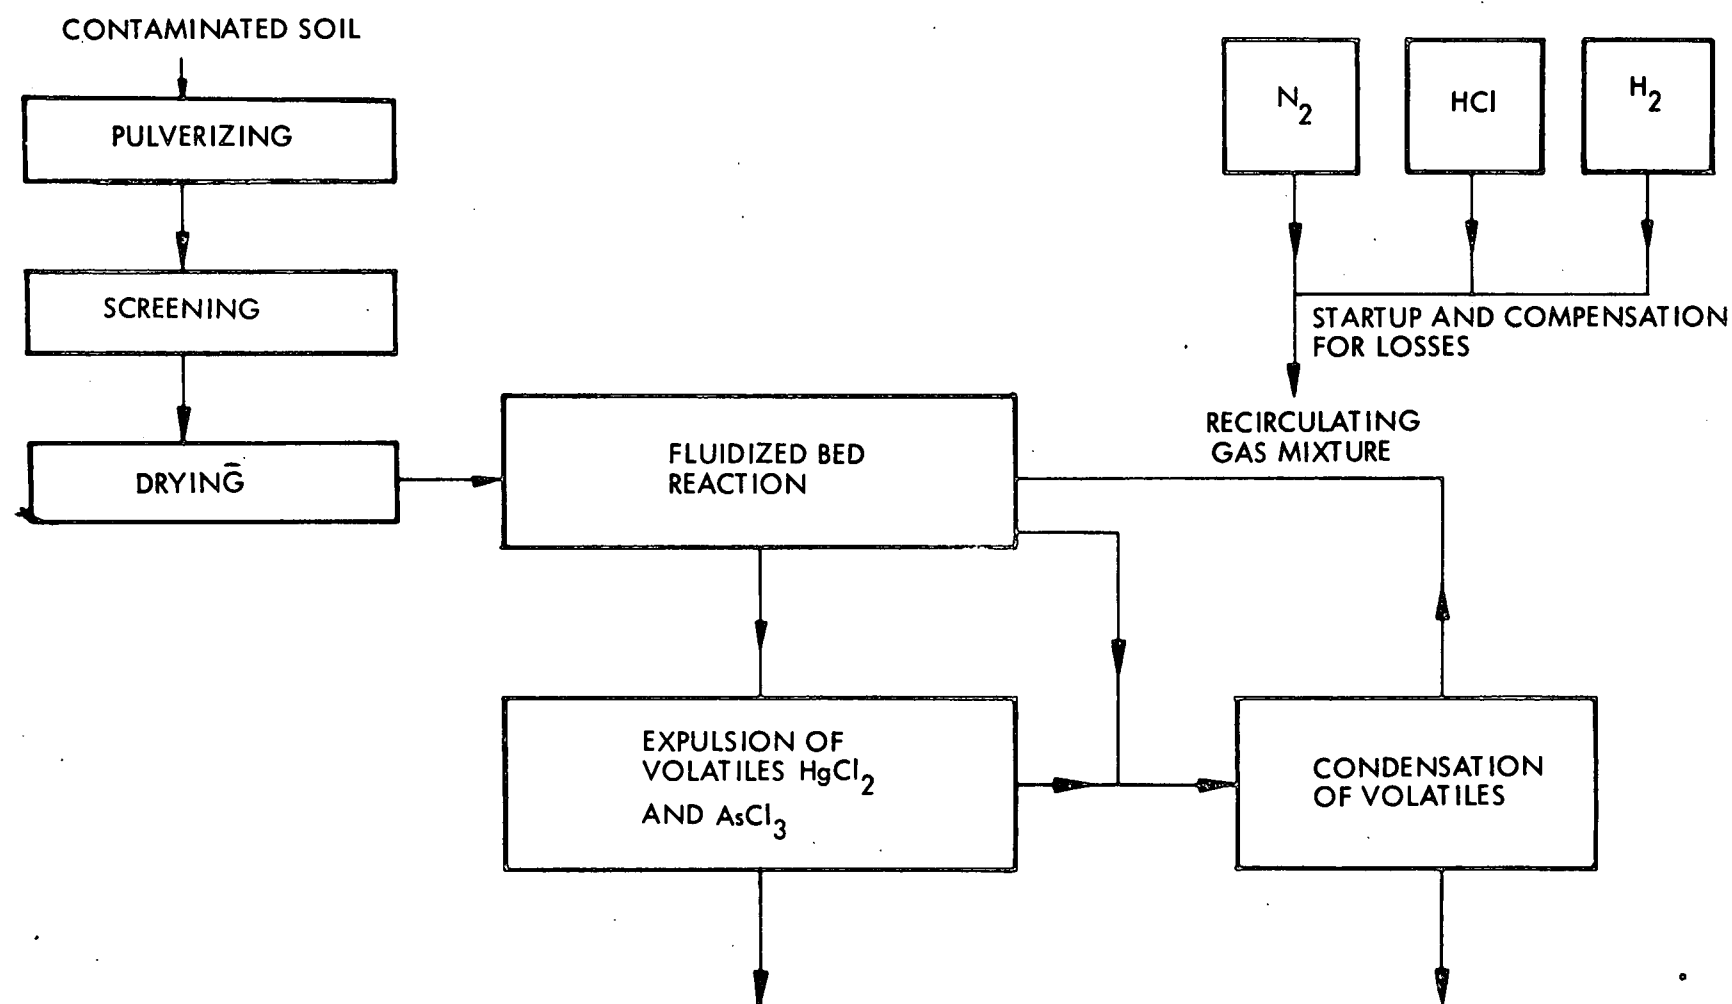 CONTAMINATED SOIL
PULVERIZING
SCREENING
DRYING
N2
HCl
H2
STARTUP AND COMPENSATION
FOR LOSSES
RECIRCULATING
GAS MIXTURE
FLUIDIZED BED
REACTION
EXPULSION OF
VOLATILES HgCl2
AND AsCl3
CONDENSATION
OF VOLATILES